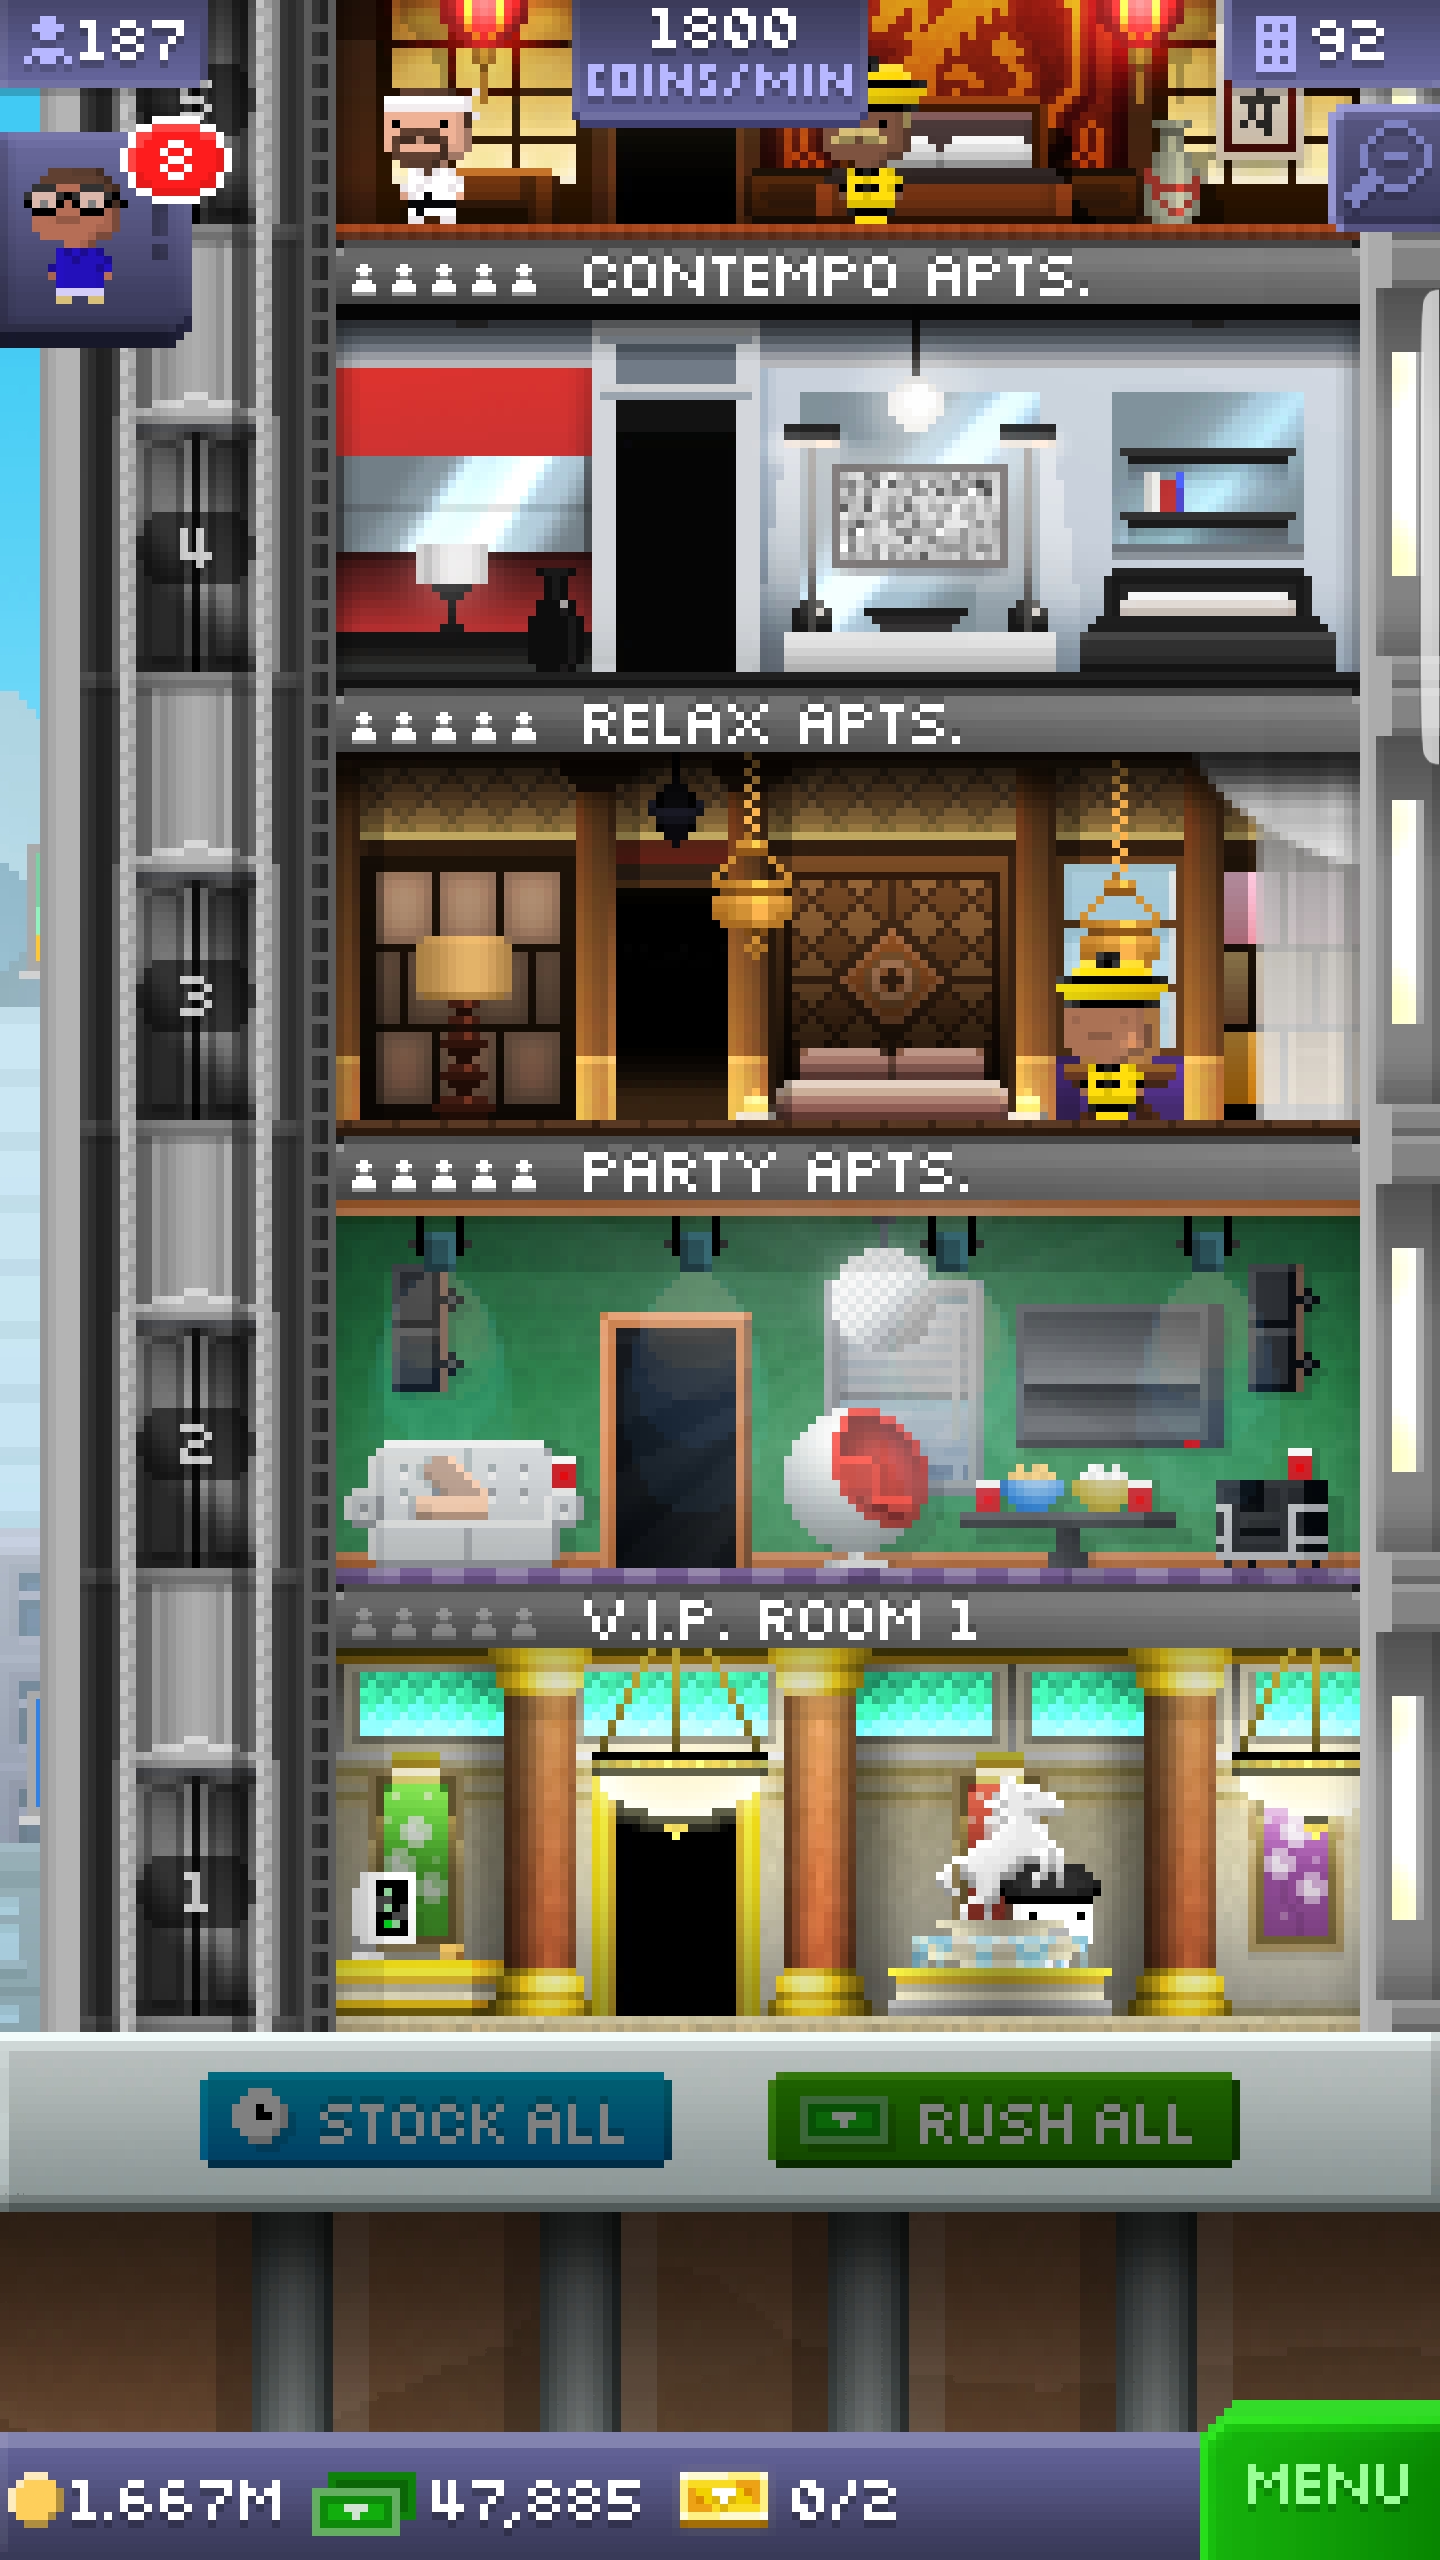 187
1800
COINS/MIN
92
5
8
CONTEMPO APTS.
4
RELAX APTS.
3
PARTY APTS.
2
V.I.P. ROOM 1
1
STOCK ALL
RUSH ALL
1.667M
47,885
0/2
MENU